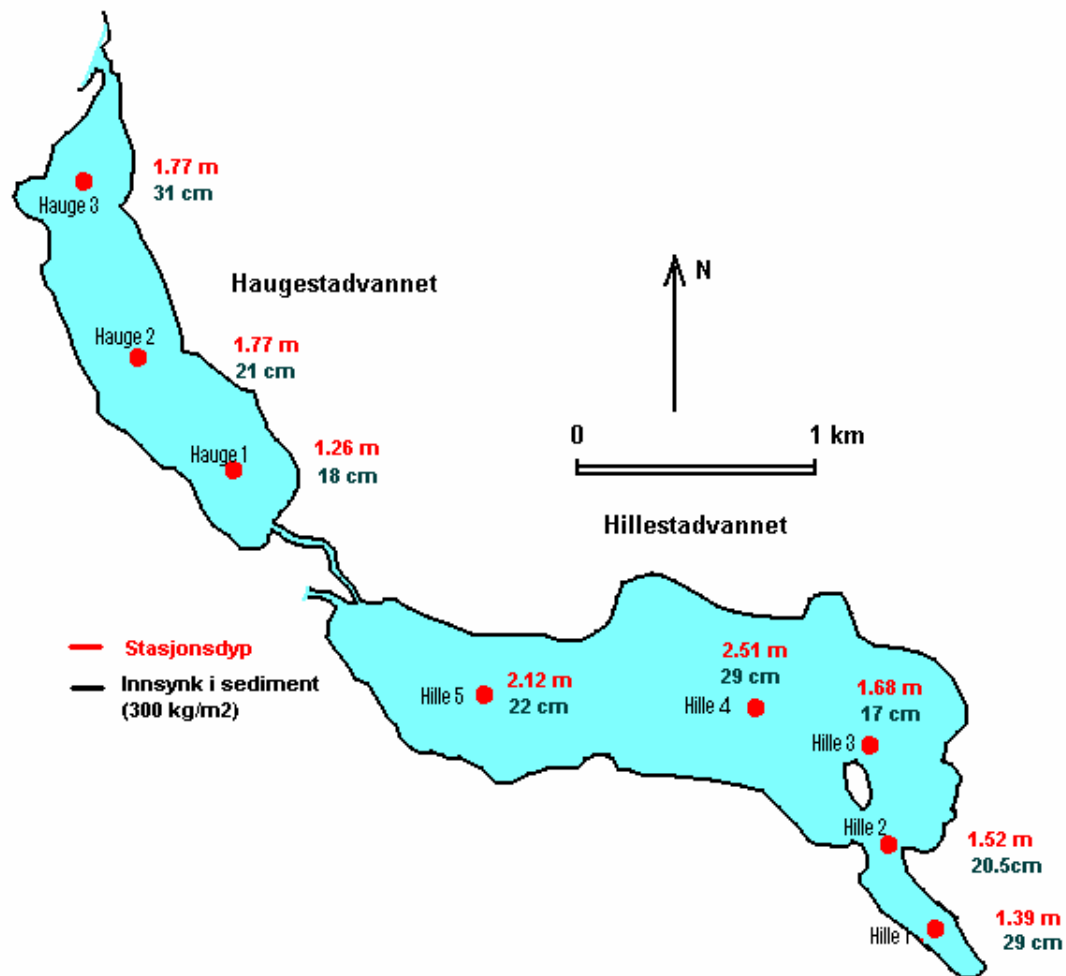 1.77 m
31 cm
Hauge 3
N
Haugestadvannet
Hauge 2
1.77 m
21 cm
0 1 km
Hauge 1
1.26 m
18 cm
Hillestadvannet
Stasjonsdyp
Innsynk i sediment
(300 kg/m2)
2.12 m
Hille 5
22 cm
2.51 m
29 cm
Hille 4
1.68 m
17 cm
Hille 3
Hille 2
1.52 m
20.5cm
1.39 m
Hille 1
29 cm